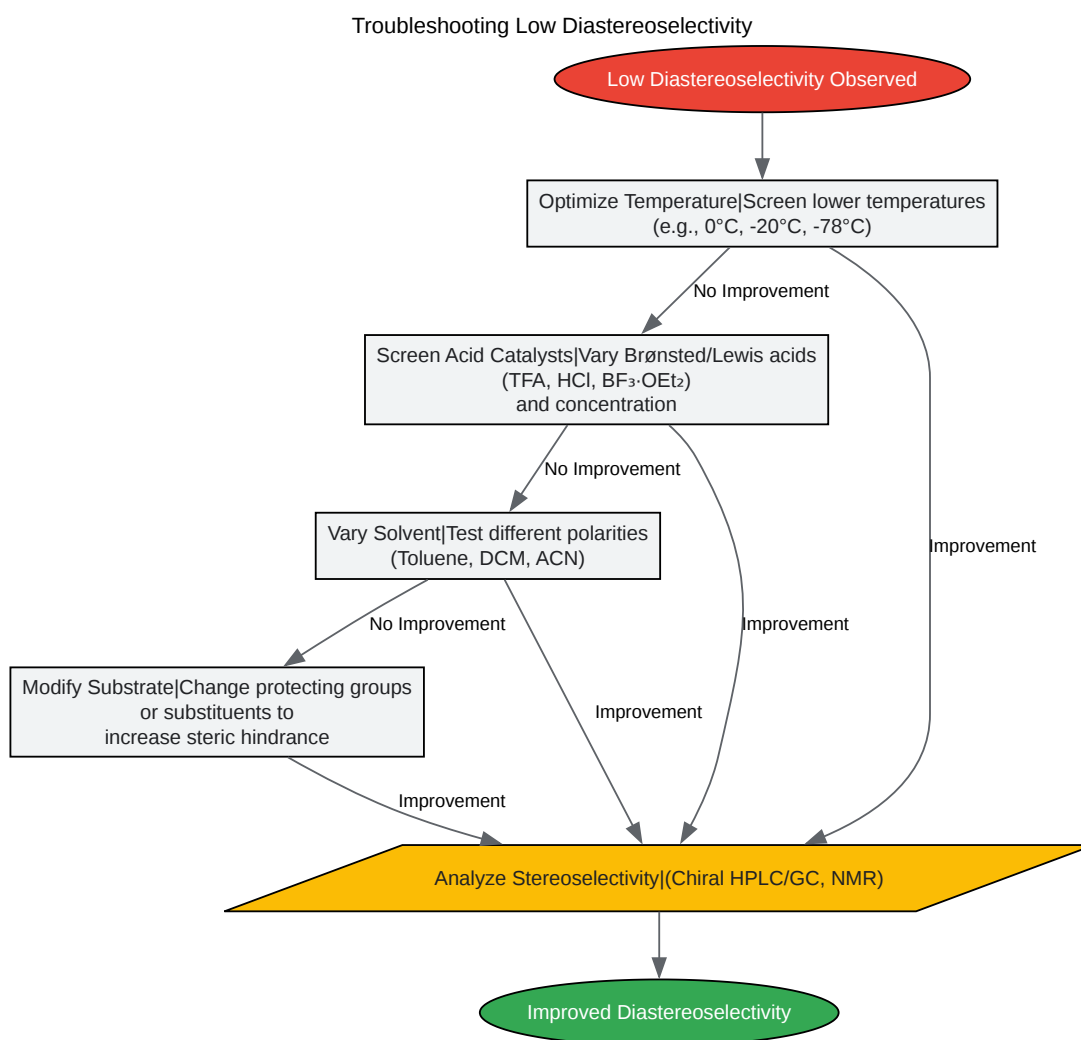 Troubleshooting Low Diastereoselectivity
Low Diastereoselectivity Observed
Optimize Temperature|Screen lower temperatures
(e.g., 0°C, -20°C, -78°C)
No Improvement
Screen Acid Catalysts|Vary Brønsted/Lewis acids
(TFA, HCl, BF₃·OEt₂)
and concentration
No Improvement
Vary Solvent|Test different polarities
(Toluene, DCM, ACN)
Improvement
No Improvement
Improvement
Modify Substrate|Change protecting groups
or substituents to
increase steric hindrance
Improvement
Improvement
Analyze Stereoselectivity|(Chiral HPLC/GC, NMR)
Improved Diastereoselectivity